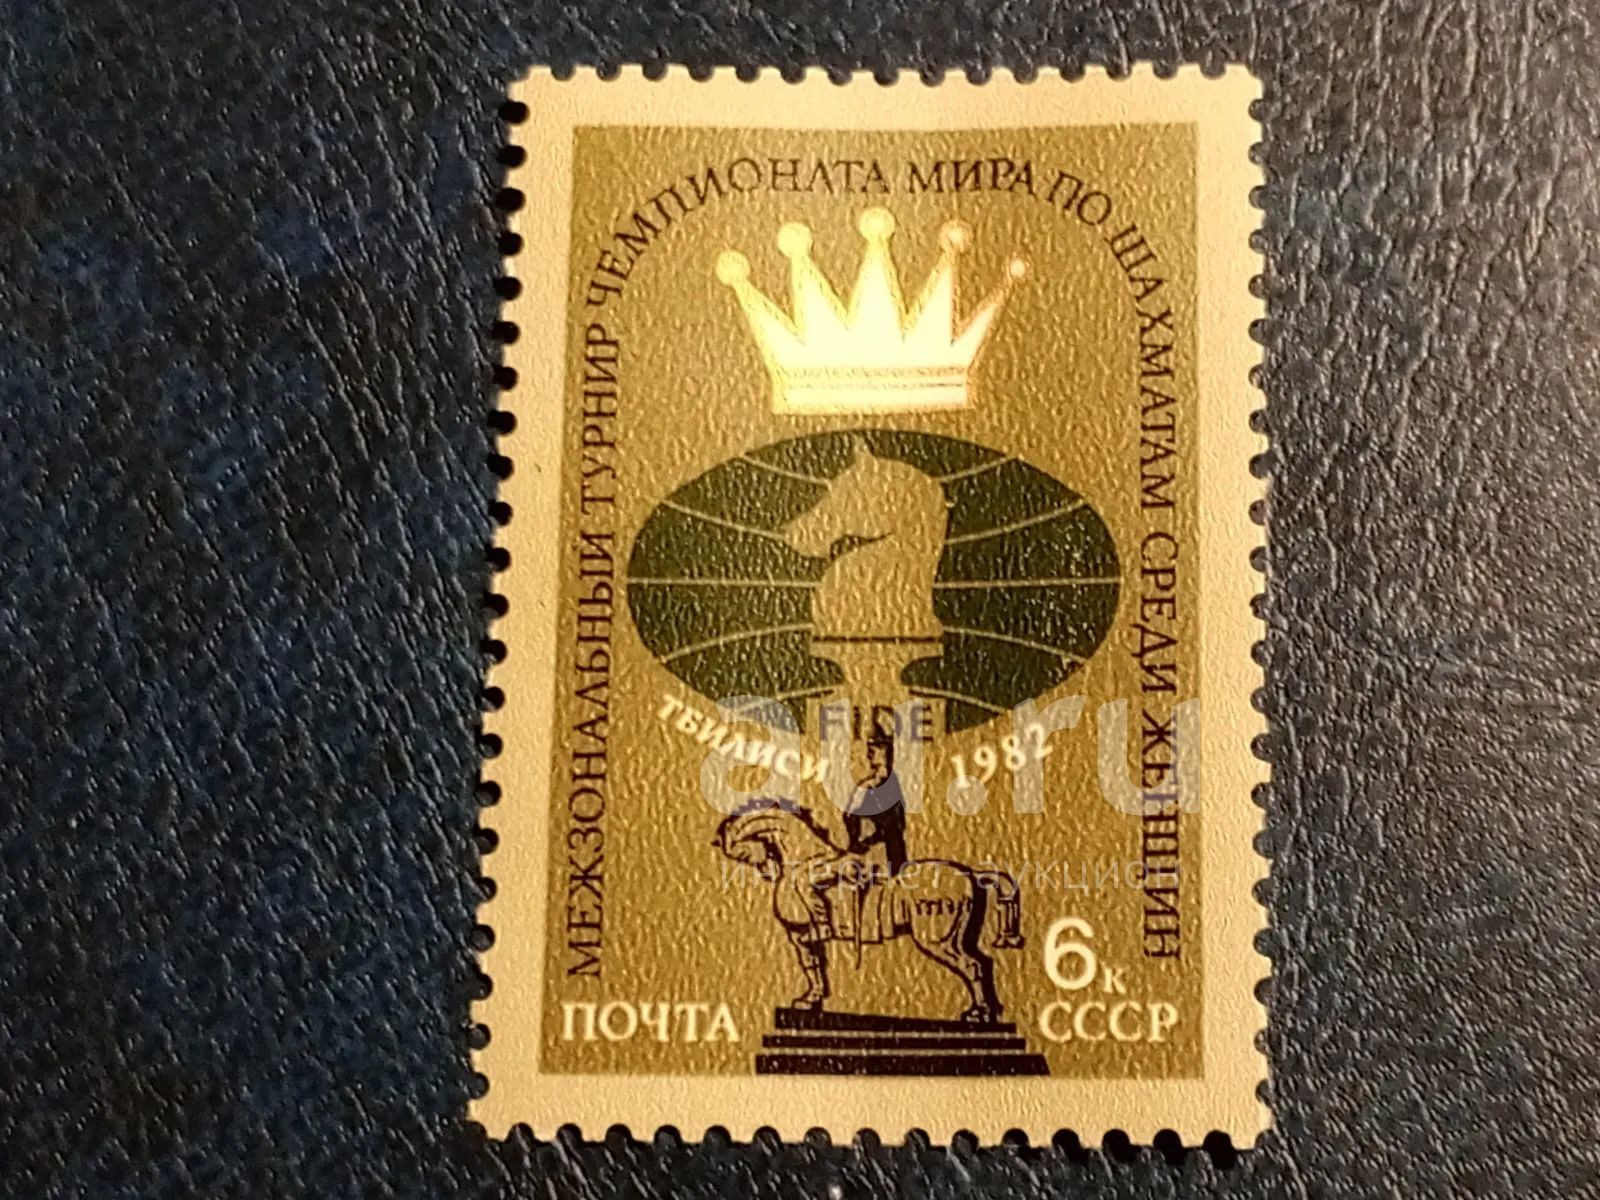 МЕЖЗОНАЛЬНЫЙ ТУРНИР ЧЕМПИОНАТА МИРА ПО ШАХМАТАМ СРЕДИ ЖЕНЩИН
FIDE
ТБИЛИСИ 1982
au.ru
интернет-аукцион
6к
ПОЧТА СССР